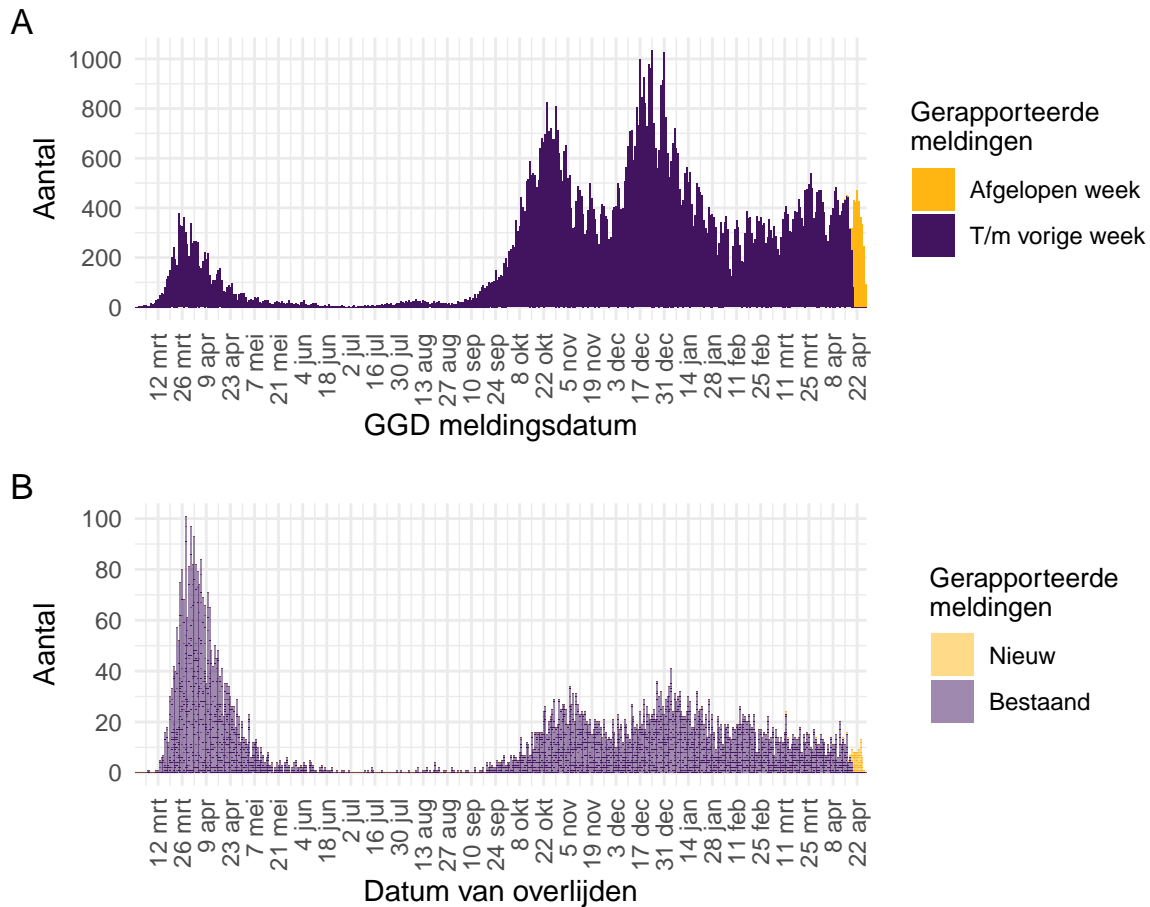 A
1000
800
600
400
200
0
Aantal
12 mrt
26 mrt
9 apr
23 apr
7 mei
21 mei
4 jun
18 jun
2 jul
16 jul
30 jul
13 aug
27 aug
10 sep
24 sep
8 okt
22 okt
5 nov
19 nov
3 dec
17 dec
31 dec
14 jan
28 jan
11 feb
25 feb
11 mrt
25 mrt
8 apr
22 apr
GGD meldingsdatum
Gerapporteerde
meldingen
Afgelopen week
T/m vorige week
B
100
80
60
40
20
0
Aantal
12 mrt
26 mrt
9 apr
23 apr
7 mei
21 mei
4 jun
18 jun
2 jul
16 jul
30 jul
13 aug
27 aug
10 sep
24 sep
8 okt
22 okt
5 nov
19 nov
3 dec
17 dec
31 dec
14 jan
28 jan
11 feb
25 feb
11 mrt
25 mrt
8 apr
22 apr
Datum van overlijden
Gerapporteerde
meldingen
Nieuw
Bestaand